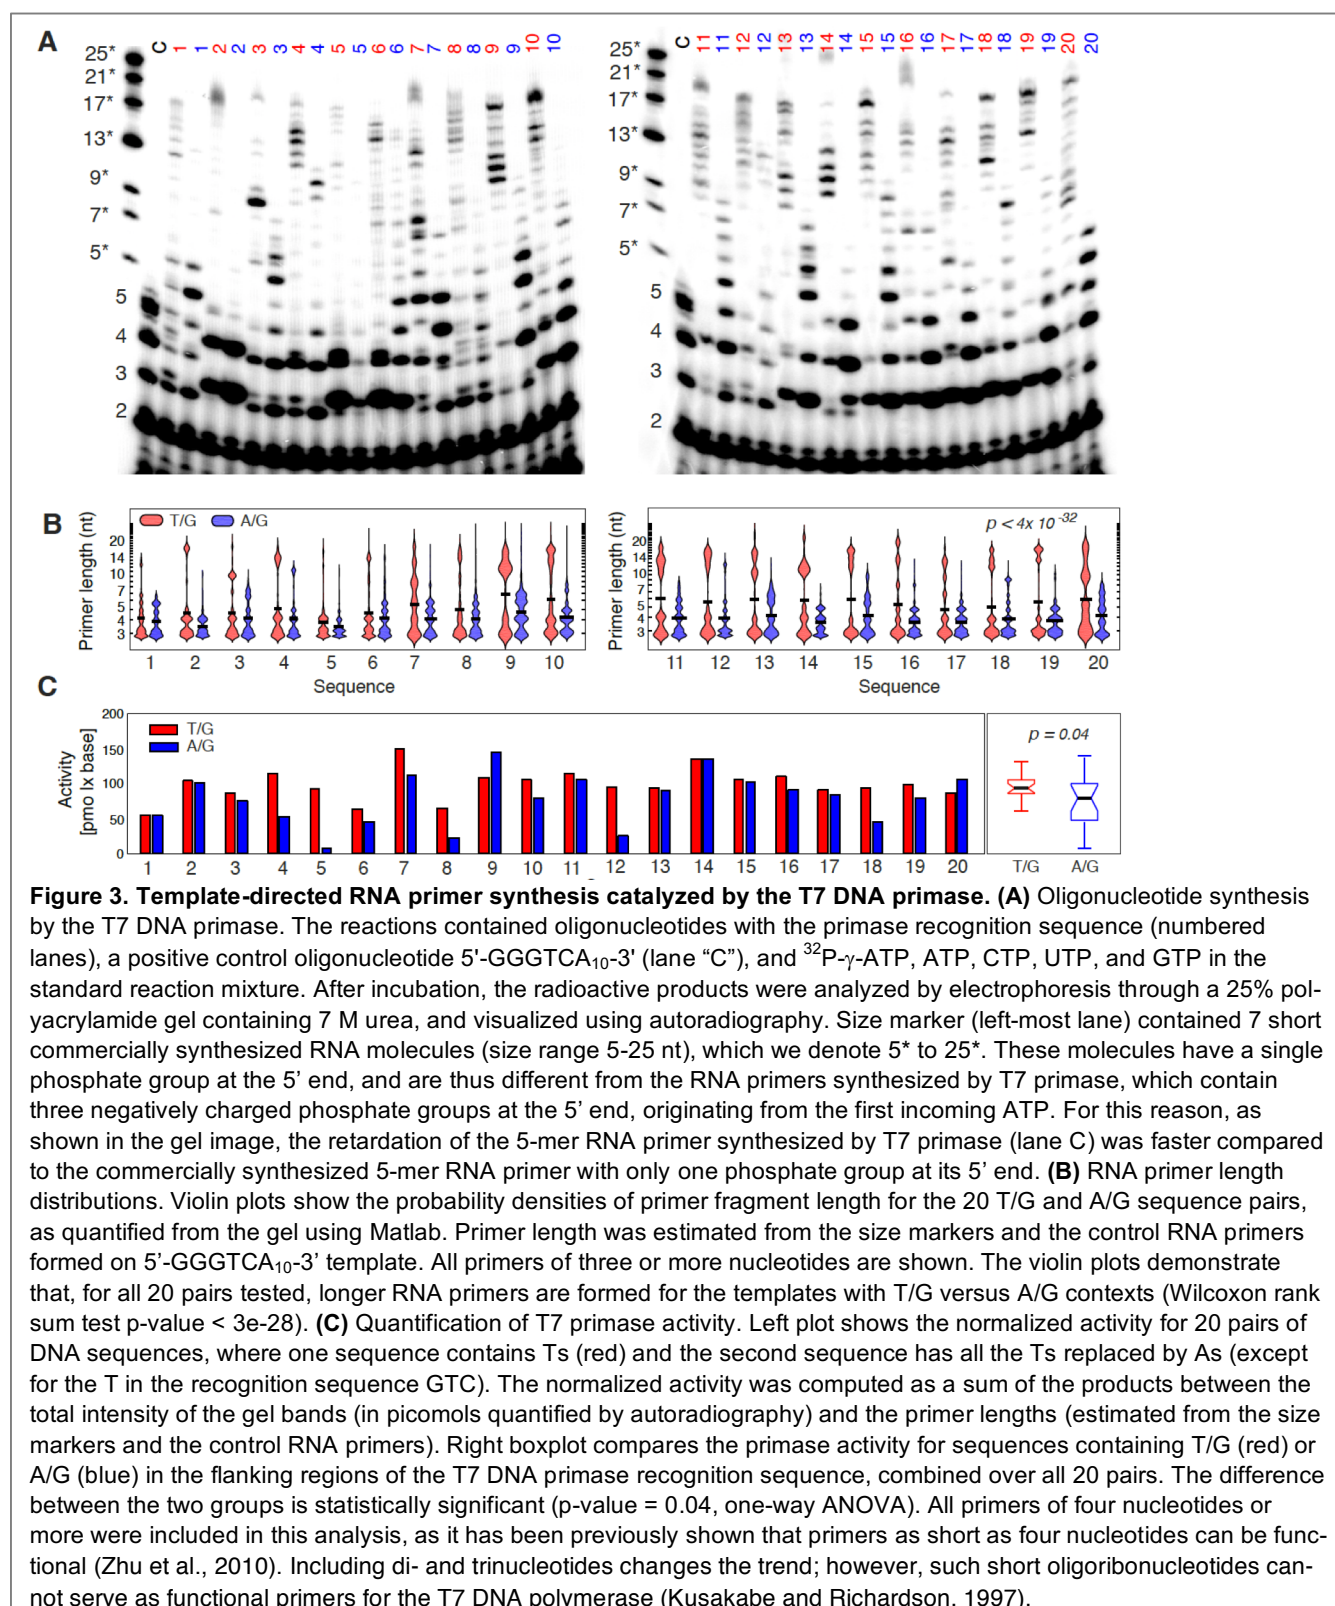 A
25*
21*
17*
13*
9*
7*
5*
5
4
3
2
C 1 1 2 2 3 3 4 4 5 5 6 6 7 7 8 8 9 9 10 10
25*
21*
17*
13*
9*
7*
5*
5
4
3
2
C 11 11 12 12 13 13 14 14 15 15 16 16 17 17 18 18 19 19 20 20
B
Primer length (nt)
20
14
10
7
5
4
3
T/G A/G
1 2 3 4 5 6 7 8 9 10
Sequence
Primer length (nt)
20
14
10
7
5
4
3
p < 4x 10 -32
11 12 13 14 15 16 17 18 19 20
Sequence
C
Activity
[pmo lx base]
200
150
100
50
0
T/G
A/G
1 2 3 4 5 6 7 8 9 10 11 12 13 14 15 16 17 18 19 20
p = 0.04
T/G A/G
Figure 3. Template-directed RNA primer synthesis catalyzed by the T7 DNA primase. (A) Oligonucleotide synthesis
by the T7 DNA primase. The reactions contained oligonucleotides with the primase recognition sequence (numbered
lanes), a positive control oligonucleotide 5'-GGGTCA10-3' (lane “C”), and 32P-γ-ATP, ATP, CTP, UTP, and GTP in the
standard reaction mixture. After incubation, the radioactive products were analyzed by electrophoresis through a 25% pol-
yacrylamide gel containing 7 M urea, and visualized using autoradiography. Size marker (left-most lane) contained 7 short
commercially synthesized RNA molecules (size range 5-25 nt), which we denote 5* to 25*. These molecules have a single
phosphate group at the 5’ end, and are thus different from the RNA primers synthesized by T7 primase, which contain
three negatively charged phosphate groups at the 5’ end, originating from the first incoming ATP. For this reason, as
shown in the gel image, the retardation of the 5-mer RNA primer synthesized by T7 primase (lane C) was faster compared
to the commercially synthesized 5-mer RNA primer with only one phosphate group at its 5’ end. (B) RNA primer length
distributions. Violin plots show the probability densities of primer fragment length for the 20 T/G and A/G sequence pairs,
as quantified from the gel using Matlab. Primer length was estimated from the size markers and the control RNA primers
formed on 5’-GGGTCA10-3’ template. All primers of three or more nucleotides are shown. The violin plots demonstrate
that, for all 20 pairs tested, longer RNA primers are formed for the templates with T/G versus A/G contexts (Wilcoxon rank
sum test p-value < 3e-28). (C) Quantification of T7 primase activity. Left plot shows the normalized activity for 20 pairs of
DNA sequences, where one sequence contains Ts (red) and the second sequence has all the Ts replaced by As (except
for the T in the recognition sequence GTC). The normalized activity was computed as a sum of the products between the
total intensity of the gel bands (in picomols quantified by autoradiography) and the primer lengths (estimated from the size
markers and the control RNA primers). Right boxplot compares the primase activity for sequences containing T/G (red) or
A/G (blue) in the flanking regions of the T7 DNA primase recognition sequence, combined over all 20 pairs. The difference
between the two groups is statistically significant (p-value = 0.04, one-way ANOVA). All primers of four nucleotides or
more were included in this analysis, as it has been previously shown that primers as short as four nucleotides can be func-
tional (Zhu et al., 2010). Including di- and trinucleotides changes the trend; however, such short oligoribonucleotides can-
not serve as functional primers for the T7 DNA polymerase (Kusakabe and Richardson, 1997).